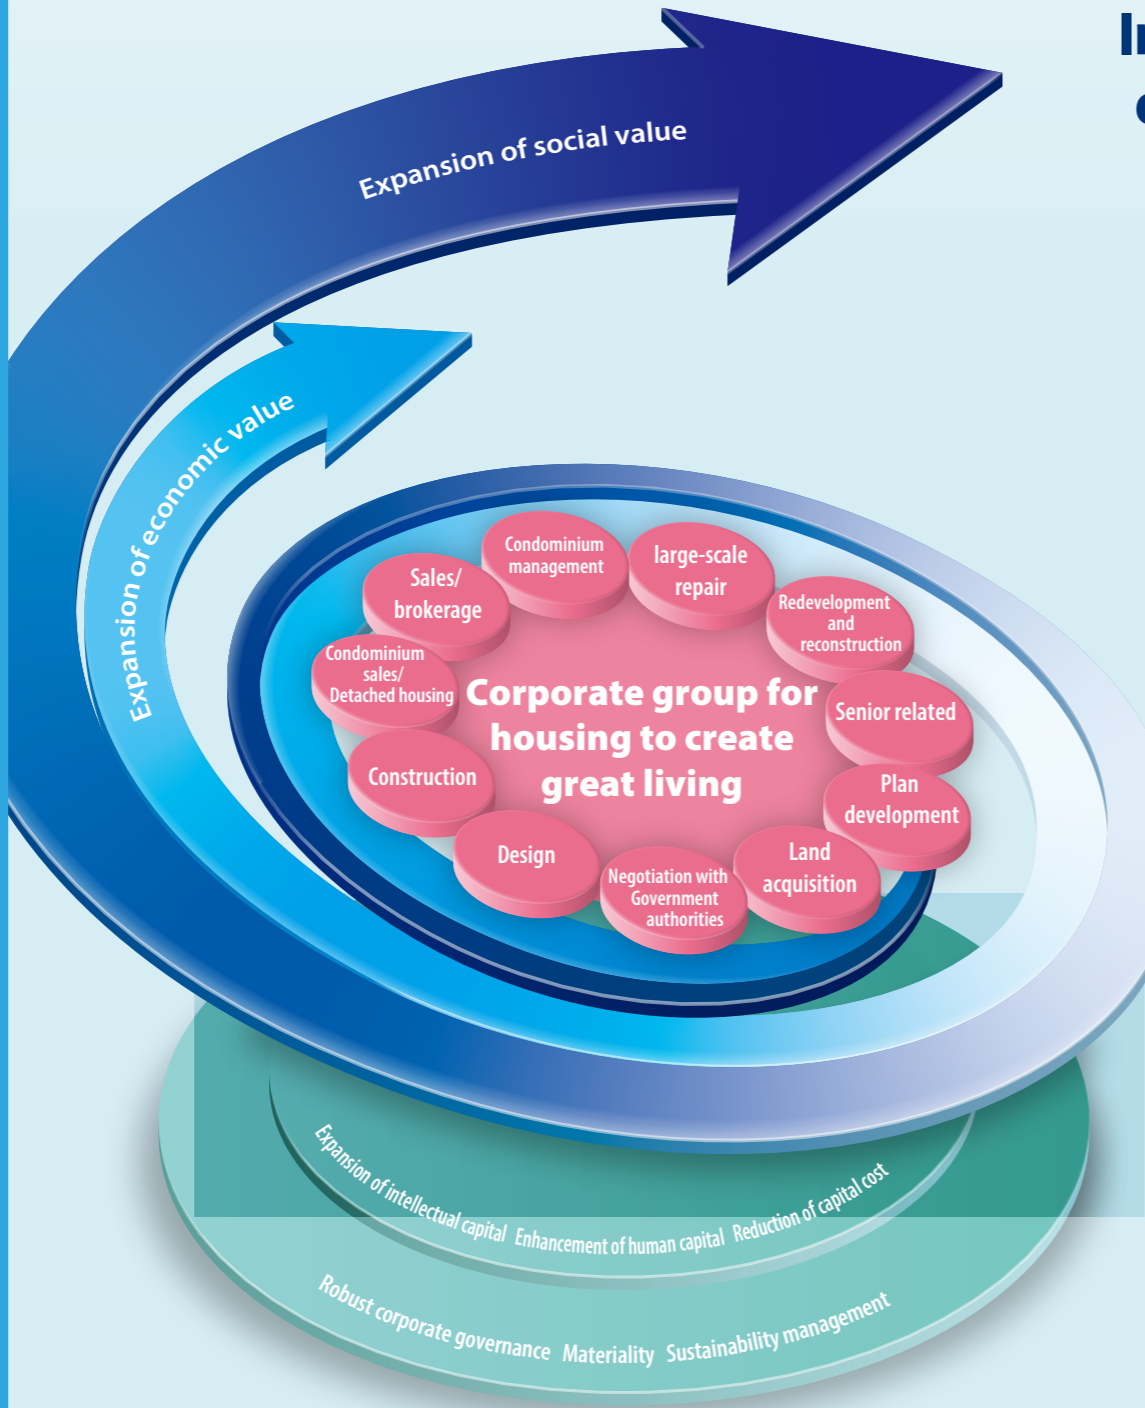 Expansion of social value
Expansion of economic value
Condominium
management
large-scale
repair
Sales/
brokerage
Redevelopment
and
reconstruction
Condominium
sales/
Detached housing
Corporate group for
housing to create
great living
Senior related
Construction
Plan
development
Design
Land
acquisition
Negotiation with
Government
authorities
Expansion of intellectual capital Enhancement of human capital Reduction of capital cost
Robust corporate governance Materiality Sustainability management